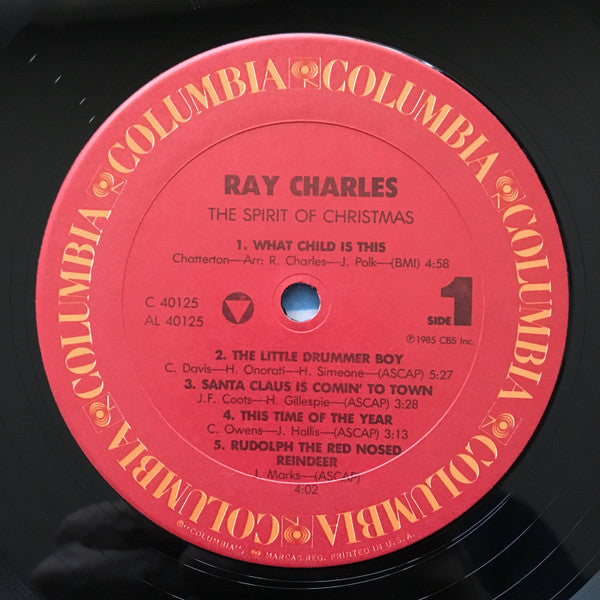 COLUMBIA COLUMBIA COLUMBIA COLUMBIA COLUMBIA COLUMBIA
RAY CHARLES
THE SPIRIT OF CHRISTMAS
1. WHAT CHILD IS THIS
Chatterton—Arr: R. Charles—J. Polk—(BMI) 4:58
C 40125
AL 40125
SIDE 1
℗1985 CBS Inc.
2. THE LITTLE DRUMMER BOY
C. Davis—H. Onorati—H. Simeone—(ASCAP) 5:27
3. SANTA CLAUS IS COMIN' TO TOWN
J.F. Coots—H. Gillespie—(ASCAP) 3:28
4. THIS TIME OF THE YEAR
C. Owens—J. Hollis—(ASCAP) 3:13
5. RUDOLPH THE RED NOSED
REINDEER
J. Marks—(ASCAP)
4:02
"COLUMBIA", MARCAS REG. PRINTED IN U.S.A.